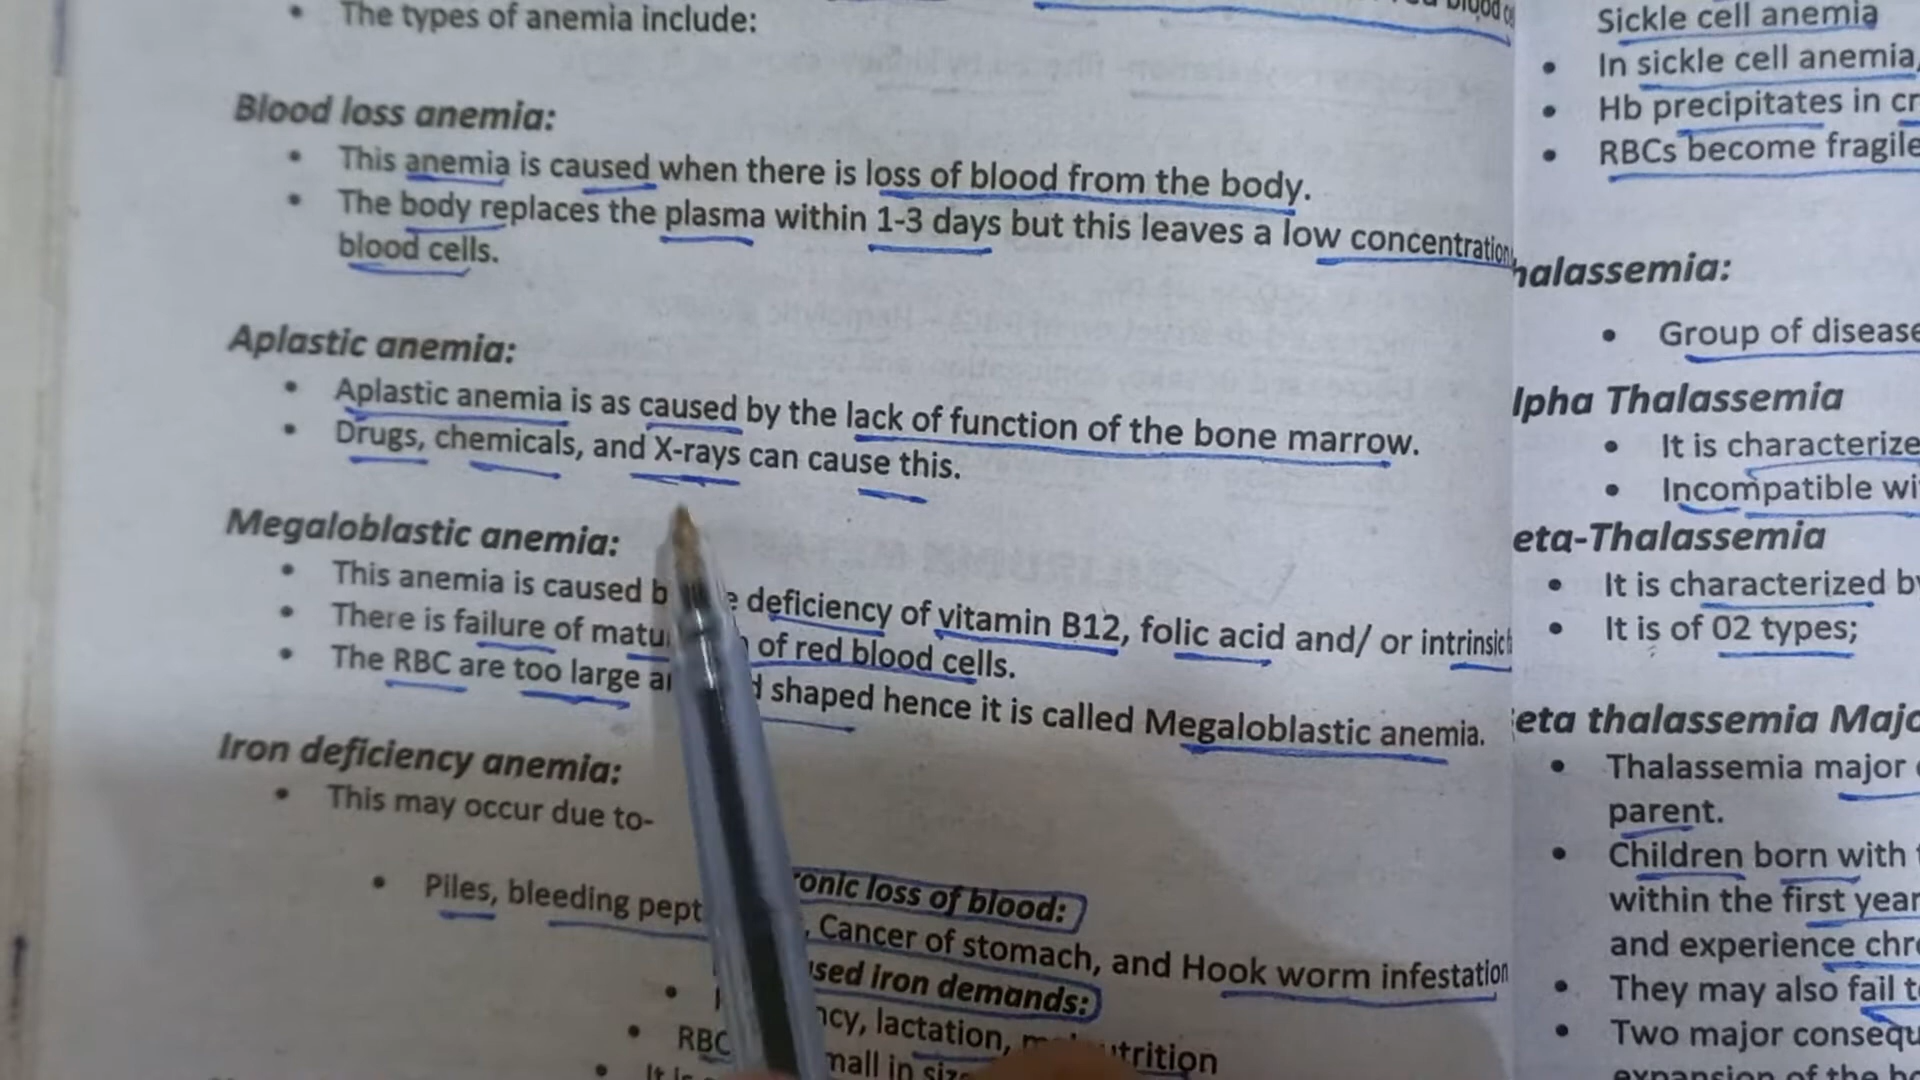 The types of anemia include:
Blood loss anemia:
This anemia is caused when there is loss of blood from the body.
The body replaces the plasma within 1-3 days but this leaves a low concentration
blood cells.
Aplastic anemia:
Aplastic anemia is as caused by the lack of function of the bone marrow.
Drugs, chemicals, and X-rays can cause this.
Megaloblastic anemia:
This anemia is caused deficiency of vitamin B12, folic acid and/ or intrinsic
There is failure of of red blood cells.
The RBC are too large shaped hence it is called Megaloblastic anemia.
Iron deficiency anemia:
This may occur due to-
loss of blood:
Piles, bleeding Cancer of stomach, and Hook worm infestation
iron demands:
lactation,
RBC in
Sickle cell anemia
In sickle cell anemia,
Hb precipitates in
RBCs become fragile
halassemia:
Group of disease
lpha Thalassemia
It is characterize
Incompatible wi
eta-Thalassemia
It is characterized by
It is of 02 types;
eta thalassemia Majo
Thalassemia major
parent.
Children born with
within the first year
and experience chr
They may also fail t
Two major consequ
expansion of the